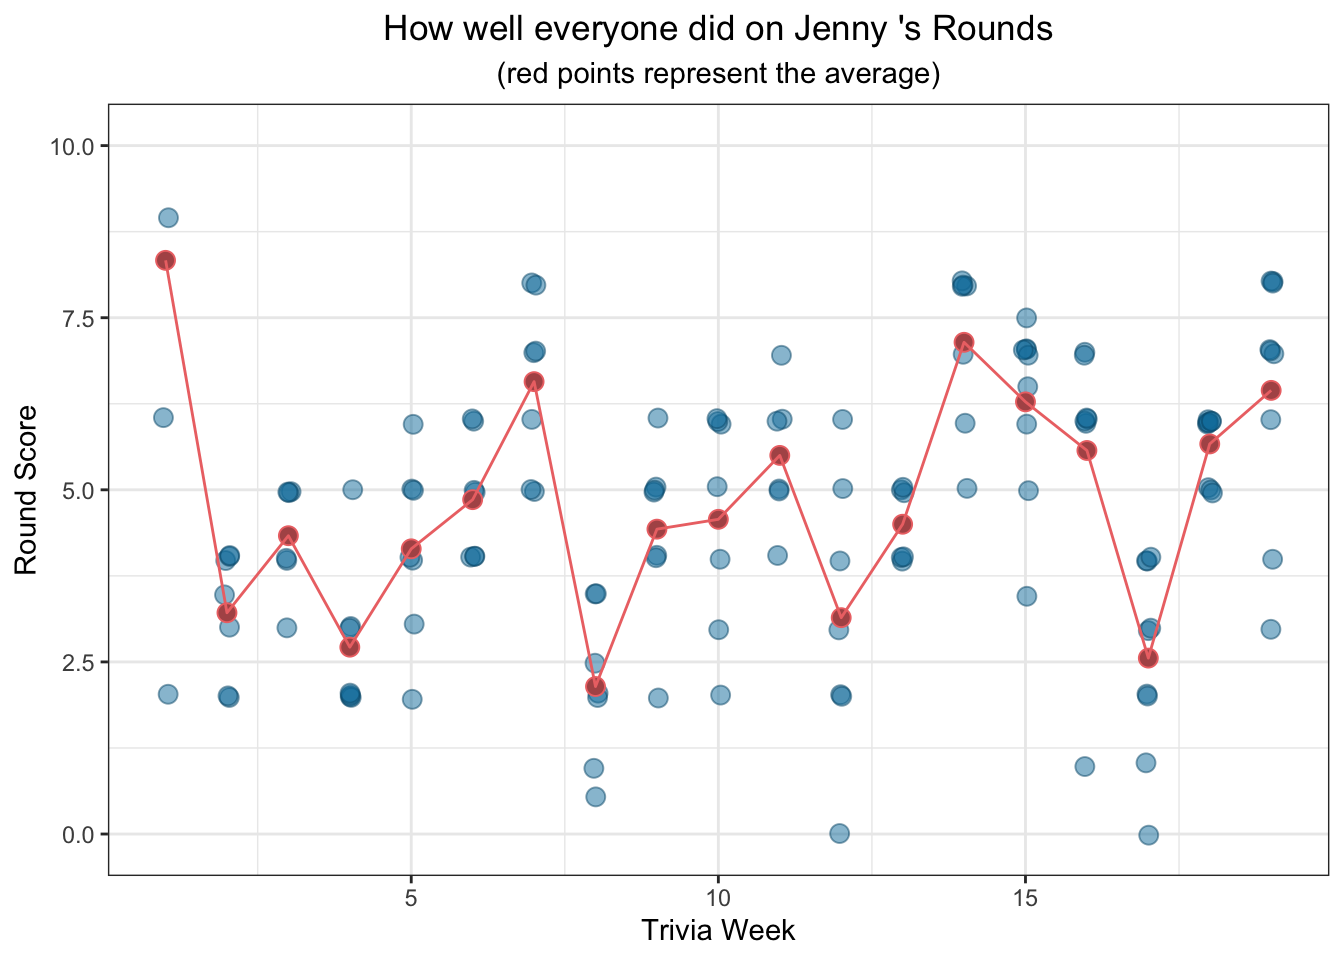 How well everyone did on Jenny 's Rounds
(red points represent the average)
10.0
7.5
5.0
2.5
0.0
Round Score
5 10 15
Trivia Week